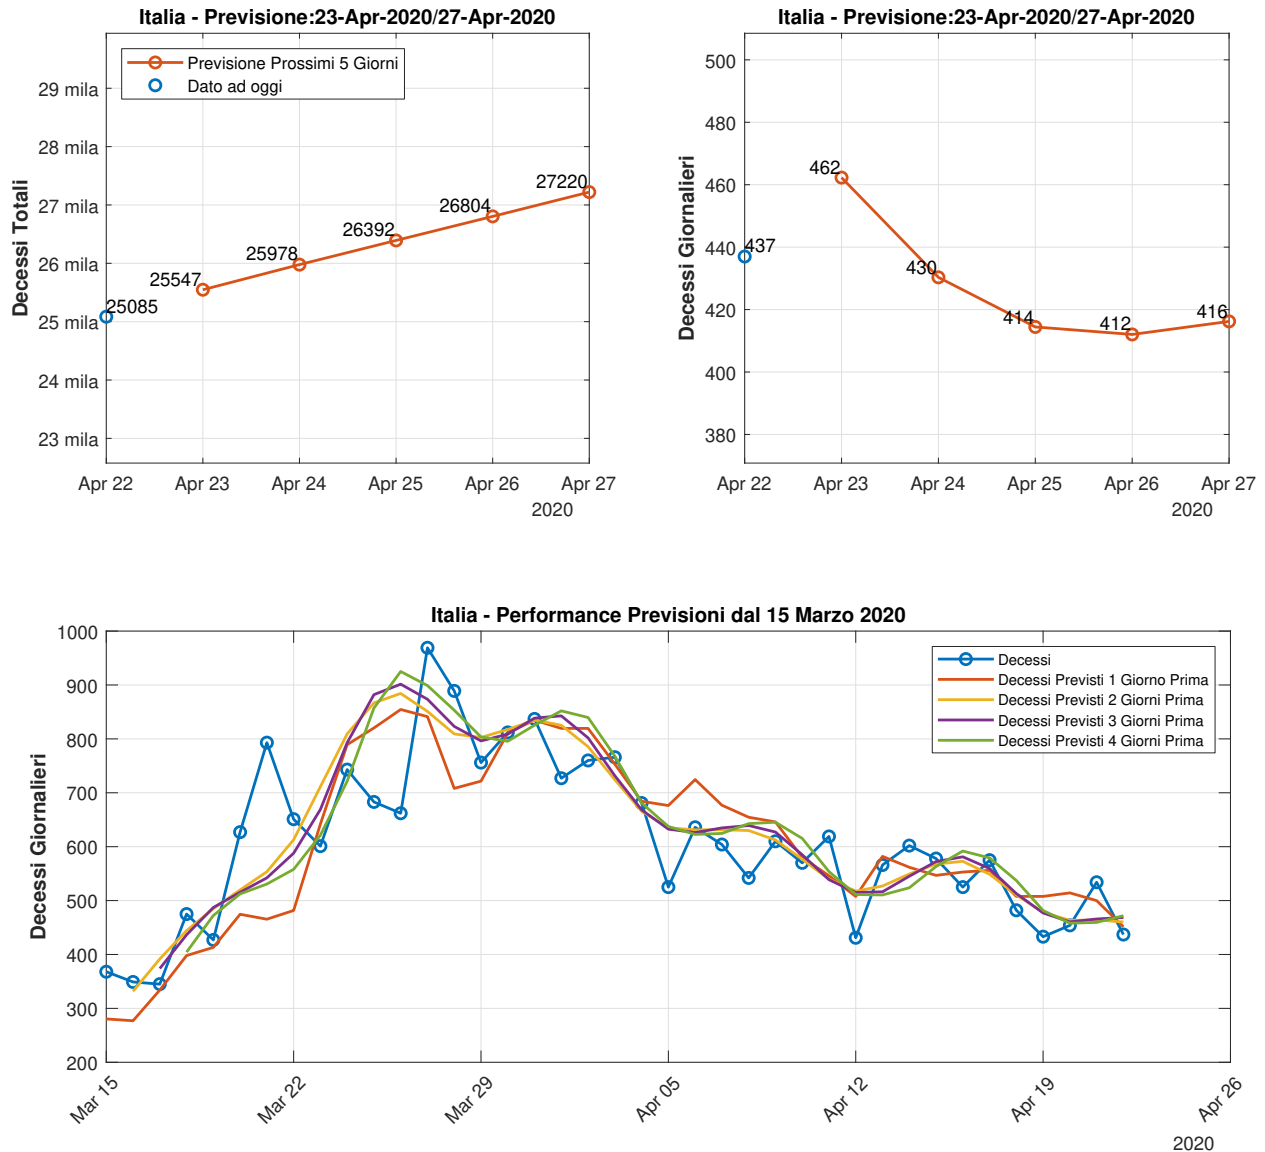 Italia - Previsione:23-Apr-2020/27-Apr-2020
Previsione Prossimi 5 Giorni
Dato ad oggi
Decessi Totali
29 mila
28 mila
27 mila
26 mila
25 mila
24 mila
23 mila
25085
25547
25978
26392
26804
27220
Apr 22
Apr 23
Apr 24
Apr 25
Apr 26
Apr 27
2020
Italia - Previsione:23-Apr-2020/27-Apr-2020
Decessi Giornalieri
500
480
460
440
420
400
380
437
462
430
414
412
416
Apr 22
Apr 23
Apr 24
Apr 25
Apr 26
Apr 27
2020
Italia - Performance Previsioni dal 15 Marzo 2020
Decessi
Decessi Previsti 1 Giorno Prima
Decessi Previsti 2 Giorni Prima
Decessi Previsti 3 Giorni Prima
Decessi Previsti 4 Giorni Prima
Decessi Giornalieri
1000
900
800
700
600
500
400
300
200
Mar 15
Mar 22
Mar 29
Apr 05
Apr 12
Apr 19
Apr 26
2020